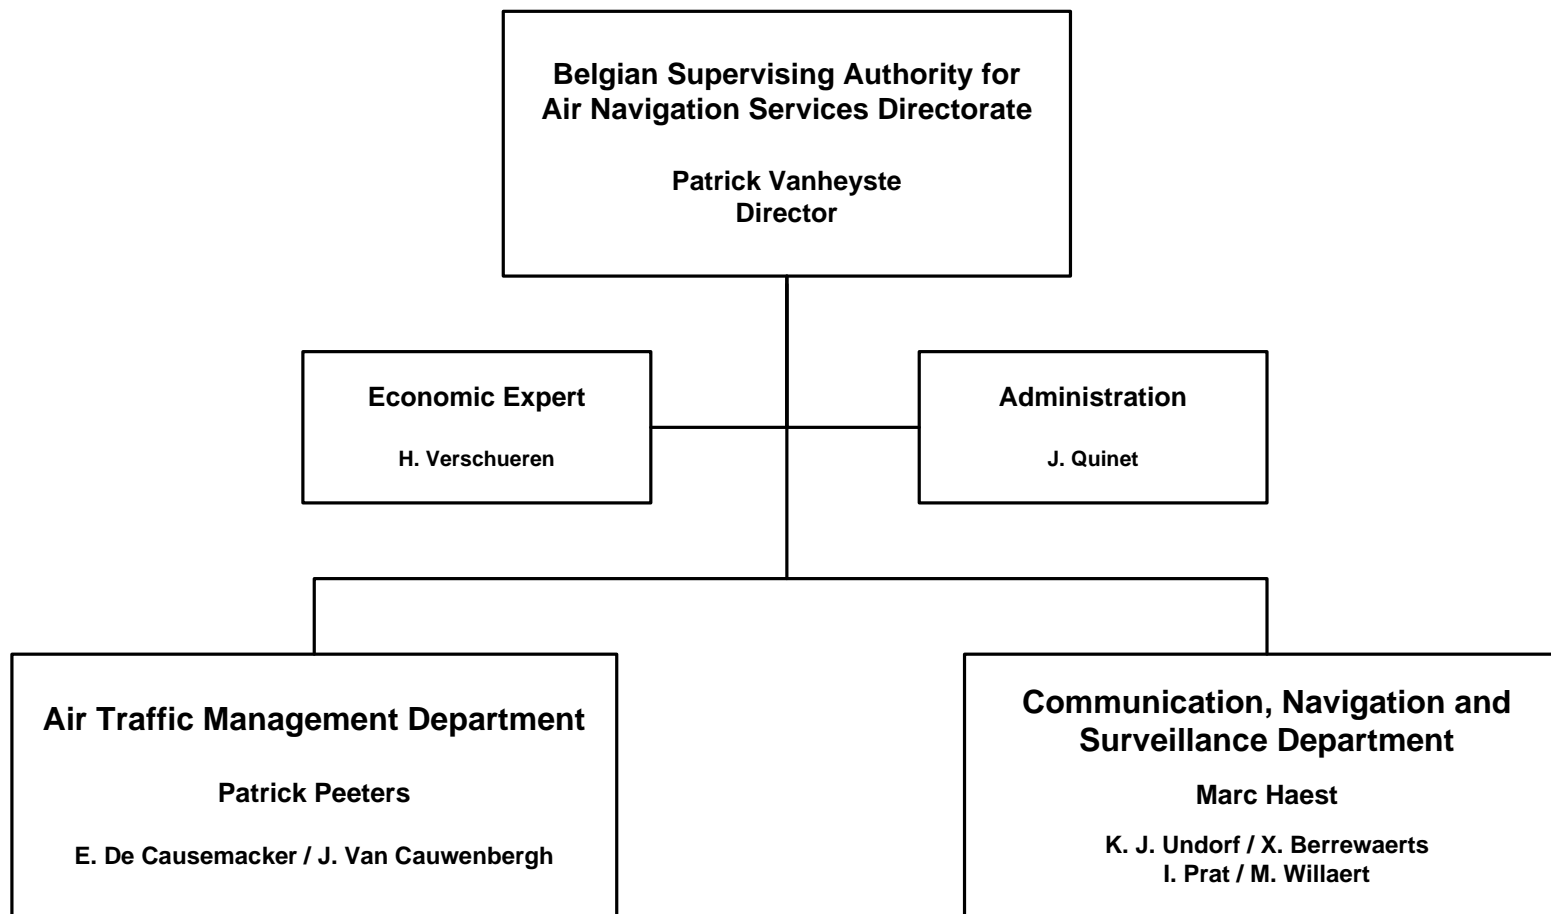 Belgian Supervising Authority for
Air Navigation Services Directorate
Patrick Vanheyste
Director
Economic Expert
H. Verschueren
Administration
J. Quinet
Air Traffic Management Department
Patrick Peeters
E. De Causemacker / J. Van Cauwenbergh
Communication, Navigation and
Surveillance Department
Marc Haest
K. J. Undorf / X. Berrewaerts
I. Prat / M. Willaert